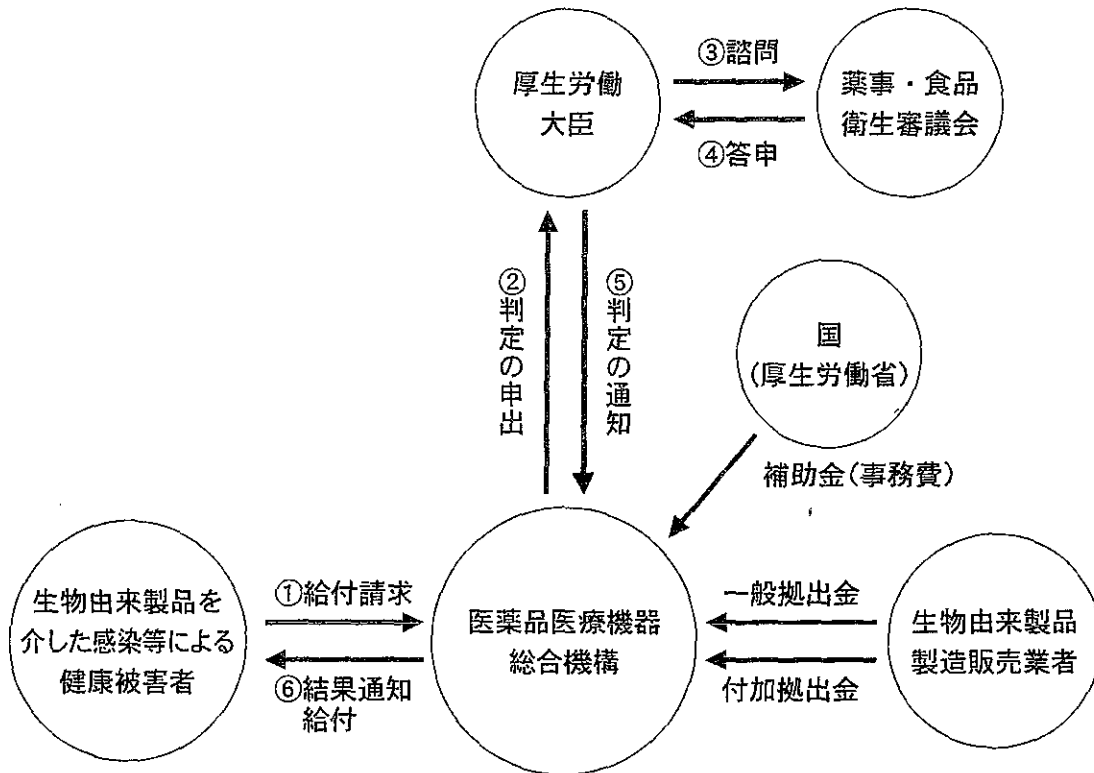 厚生労働
大臣
③諮問
④答申
薬事・食品
衛生審議会
②判定の申出
⑤判定の通知
国
(厚生労働省)
補助金(事務費)
生物由来製品を
介した感染等による
健康被害者
①給付請求
⑥結果通知
給付
医薬品医療機器
総合機構
一般拠出金
付加拠出金
生物由来製品
製造販売業者